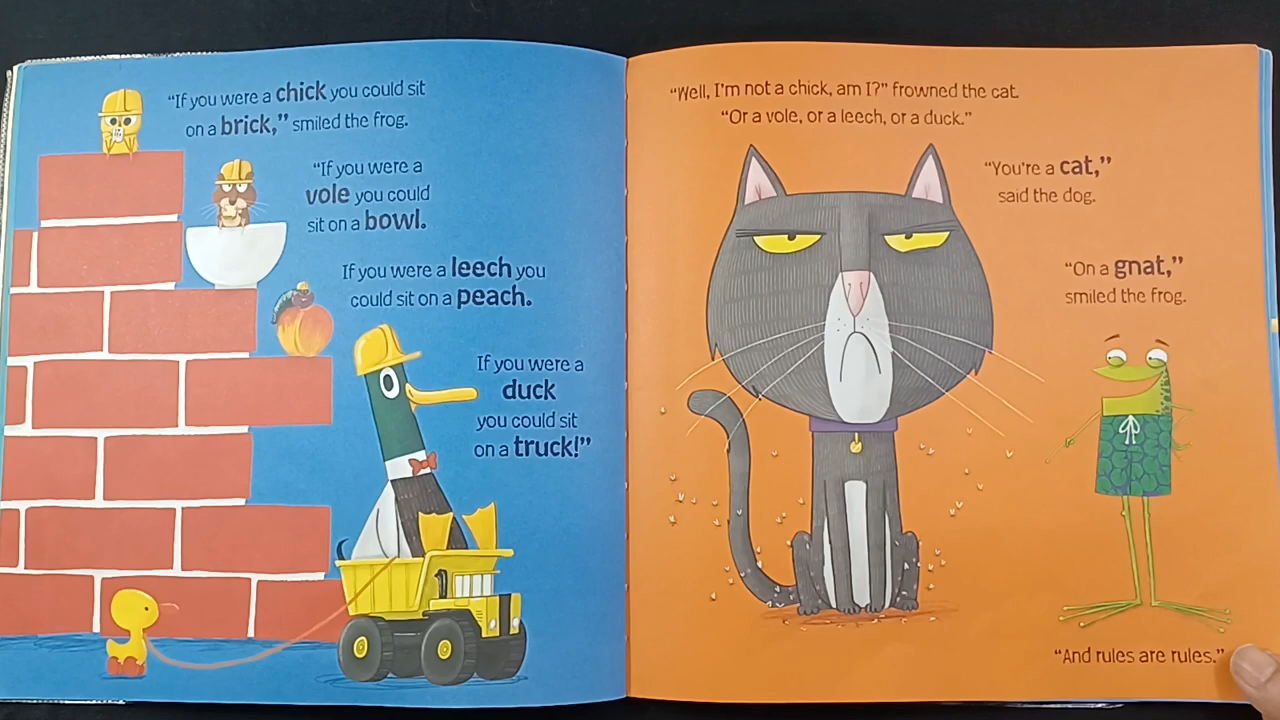 "If you were a chick you could sit
on a brick," smiled the frog.
"If you were a
vole you could
sit on a bowl.
If you were a leech you
could sit on a peach.
If you were a
duck
you could sit
on a truck!"
"Well, I'm not a chick, am I?" frowned the cat.
"Or a vole, or a leech, or a duck."
"You're a cat,"
said the dog.
"On a gnat,"
smiled the frog.
"And rules are rules."